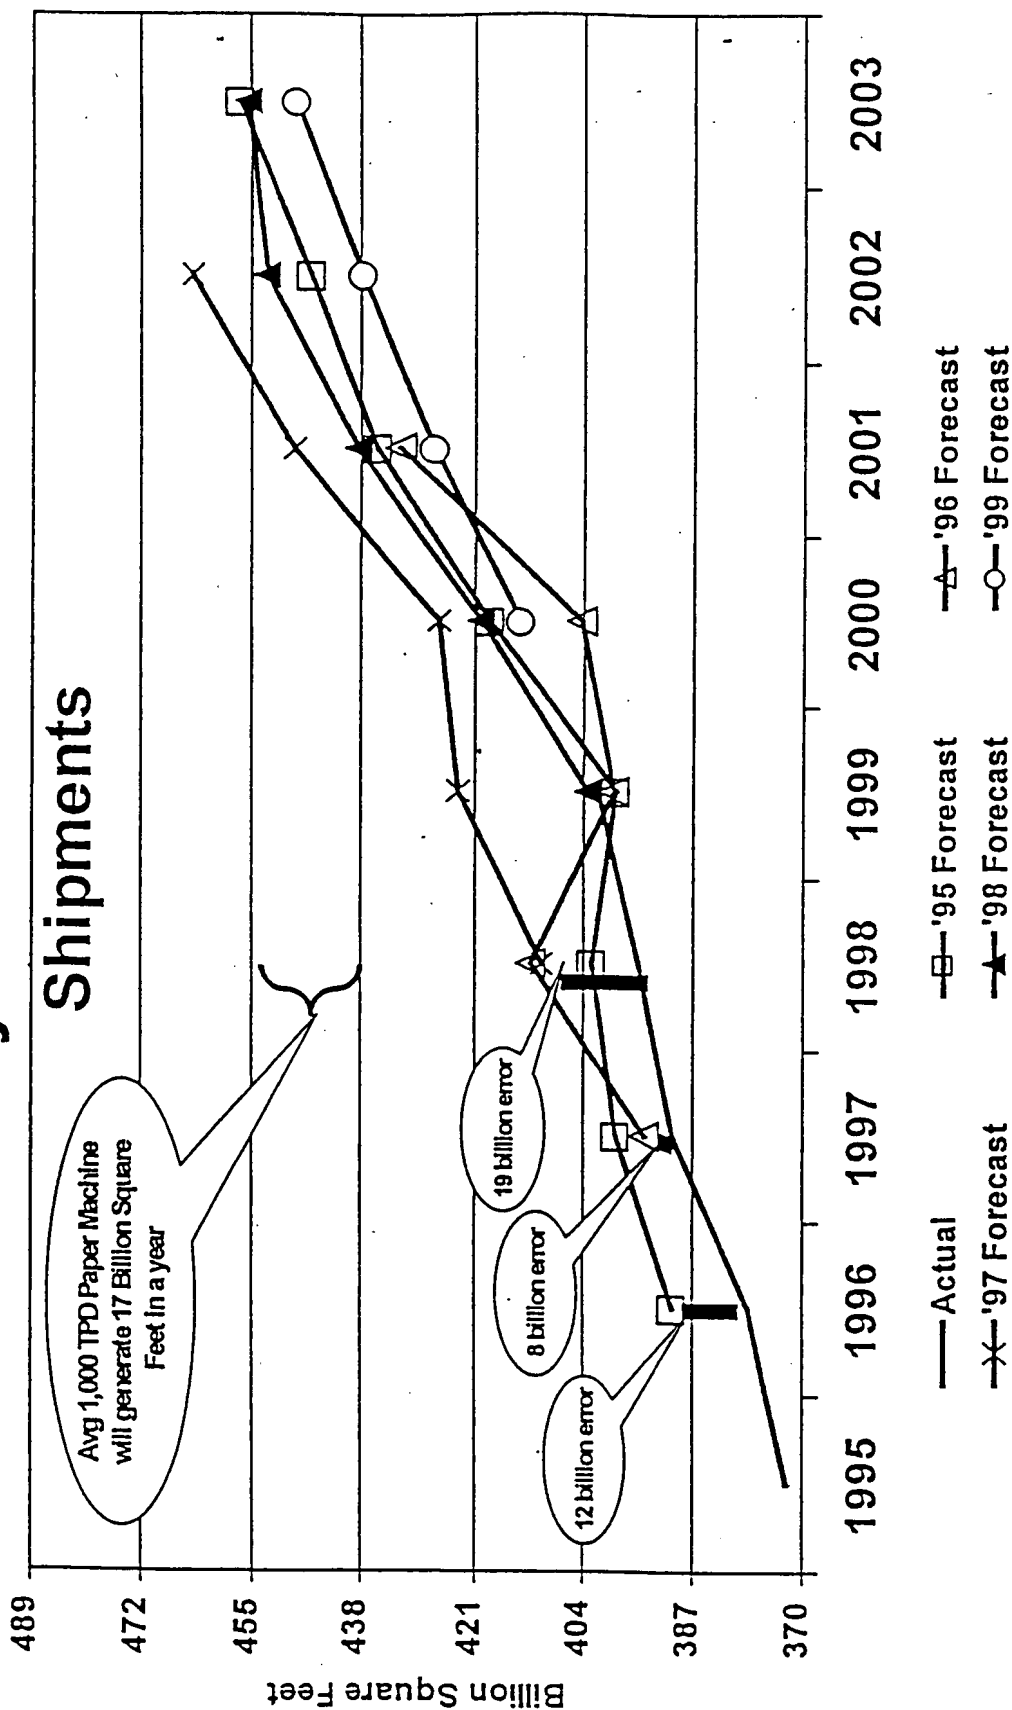 Shipments
Avg 1,000 TPD Paper Machine
will generate 17 Billion Square
Feet in a year
19 billion error
8 billion error
12 billion error
Billion Square Feet
489
472
455
438
421
404
387
370
1995
1996
1997
1998
1999
2000
2001
2002
2003
Actual
'95 Forecast
'96 Forecast
'97 Forecast
'98 Forecast
'99 Forecast